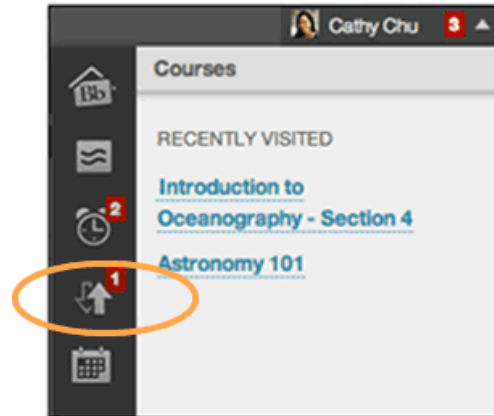 Cathy Chu 3
Courses
Bb
RECENTLY VISITED
Introduction to
2
Oceanography - Section 4
Astronomy 101
1